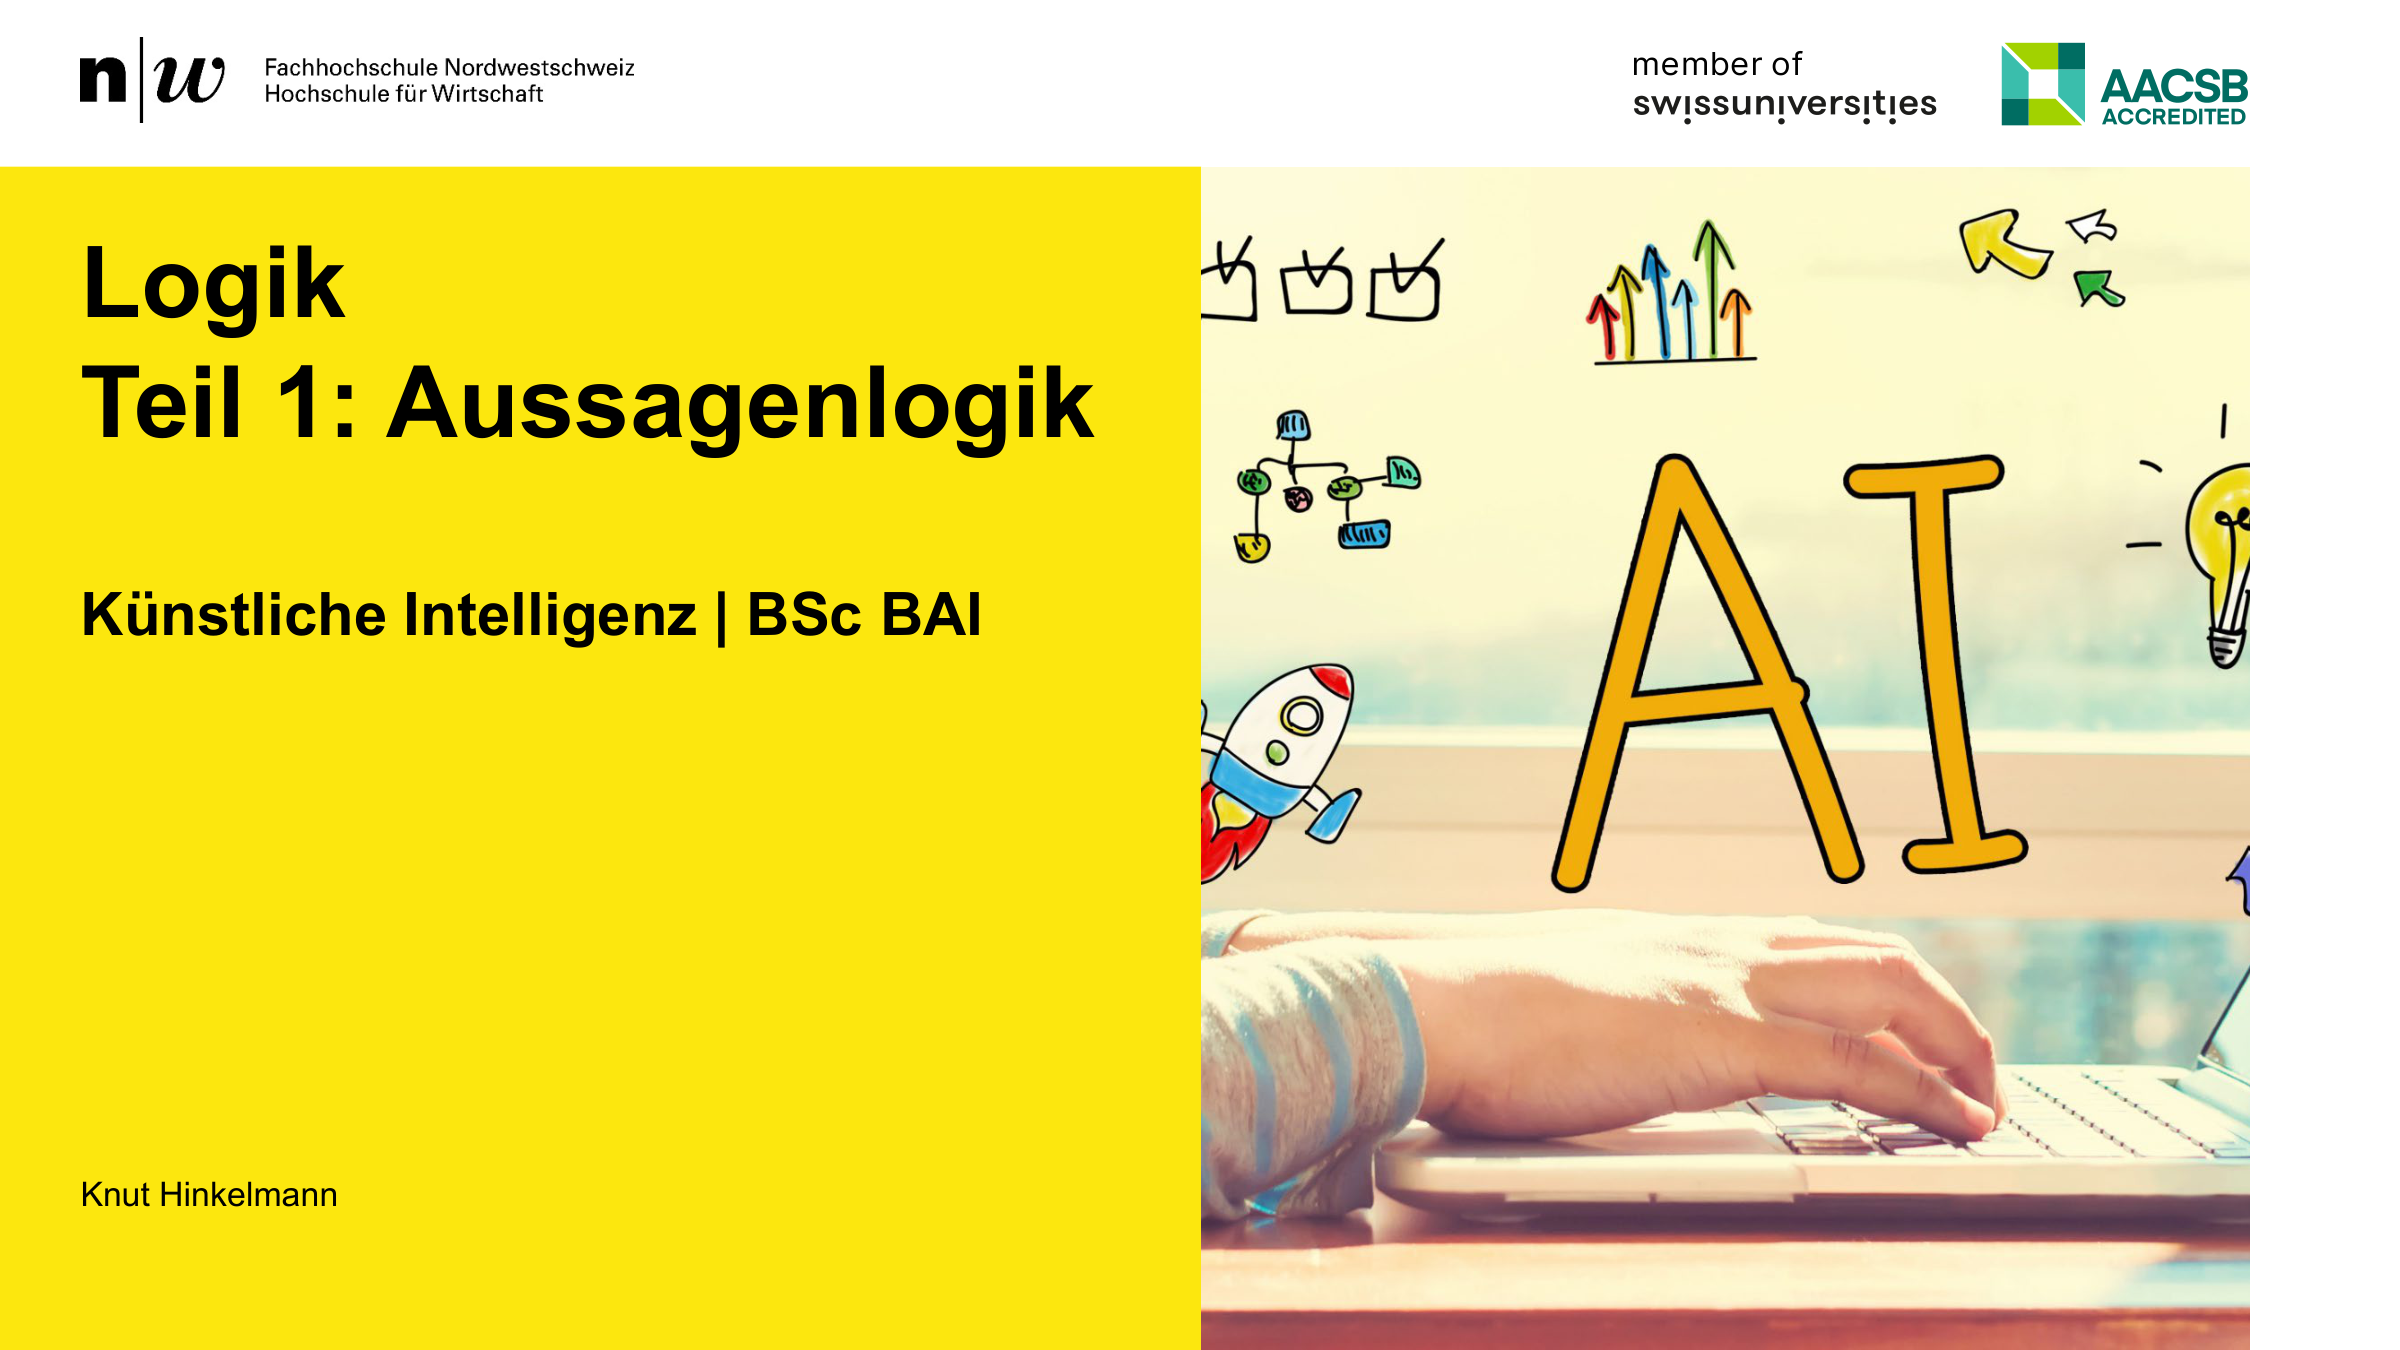 n|w Fachhochschule Nordwestschweiz
Hochschule für Wirtschaft
member of
swissuniversities
AACSB
ACCREDITED
Logik
Teil 1: Aussagenlogik
Künstliche Intelligenz | BSc BAI
Knut Hinkelmann
AI